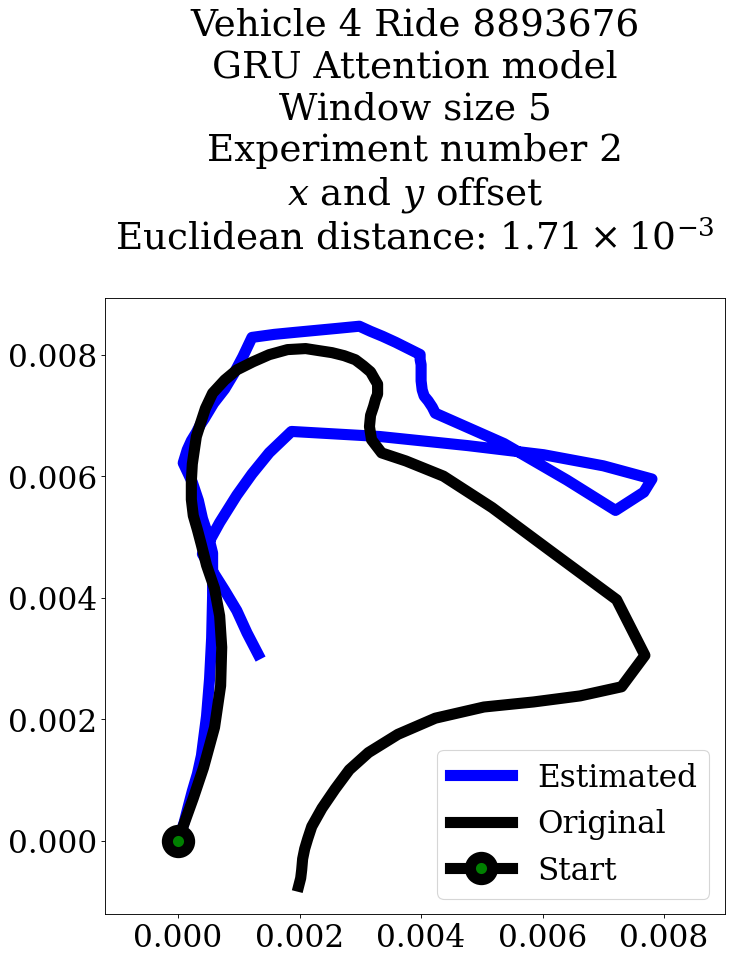 Vehicle 4 Ride 8893676
GRU Attention model
Window size 5
Experiment number 2
x and y offset
Euclidean distance: 1.71 × 10⁻³
0.008
0.006
0.004
0.002
0.000
Estimated
Original
Start
0.000 0.002 0.004 0.006 0.008